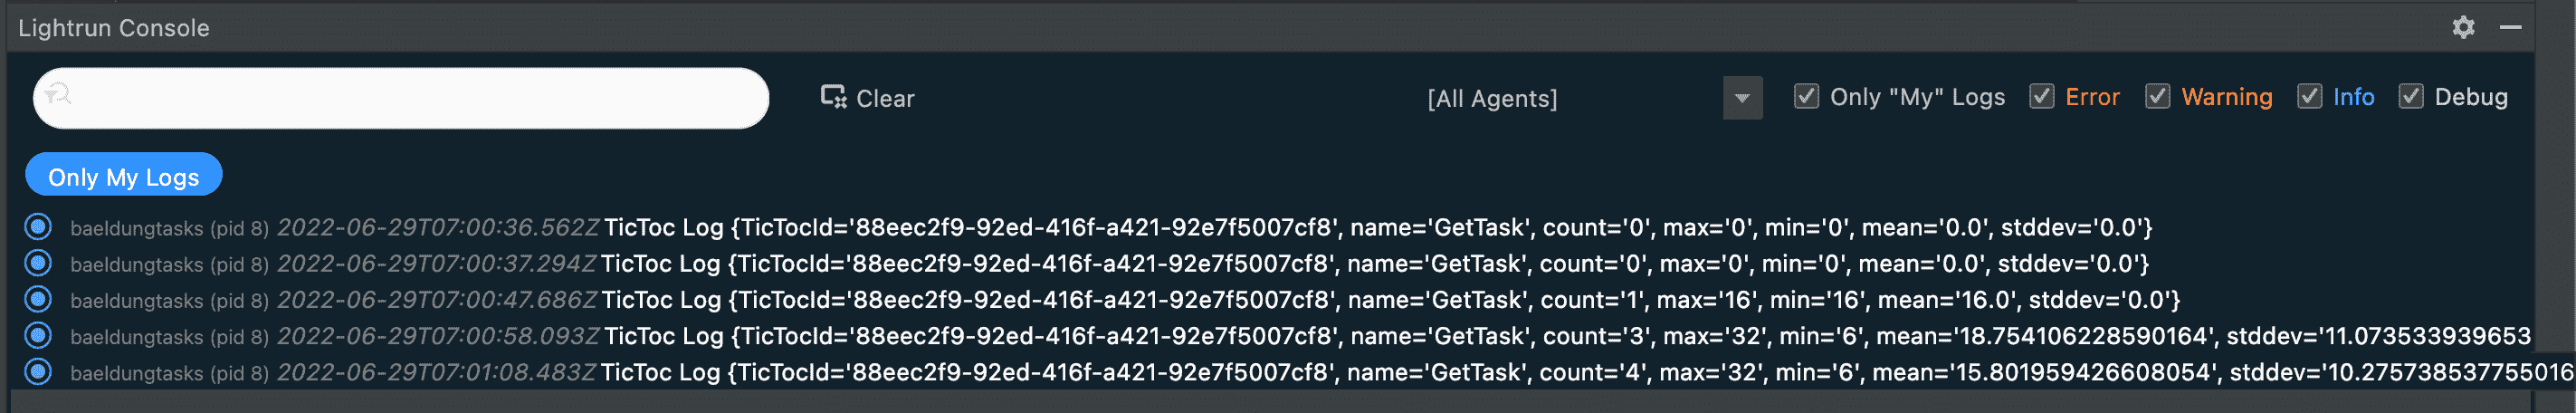 Lightrun Console
Clear [All Agents] Only "My" Logs Error Warning Info Debug
Only My Logs
baeldungtasks (pid 8) 2022-06-29T07:00:36.562Z TicToc Log {TicTocId='88eec2f9-92ed-416f-a421-92e7f5007cf8', name='GetTask', count='0', max='0', min='0', mean='0.0', stddev='0.0'}
baeldungtasks (pid 8) 2022-06-29T07:00:37.294Z TicToc Log {TicTocId='88eec2f9-92ed-416f-a421-92e7f5007cf8', name='GetTask', count='0', max='0', min='0', mean='0.0', stddev='0.0'}
baeldungtasks (pid 8) 2022-06-29T07:00:47.686Z TicToc Log {TicTocId='88eec2f9-92ed-416f-a421-92e7f5007cf8', name='GetTask', count='1', max='16', min='16', mean='16.0', stddev='0.0'}
baeldungtasks (pid 8) 2022-06-29T07:00:58.093Z TicToc Log {TicTocId='88eec2f9-92ed-416f-a421-92e7f5007cf8', name='GetTask', count='3', max='32', min='6', mean='18.754106228590164', stddev='11.073533939653
baeldungtasks (pid 8) 2022-06-29T07:01:08.483Z TicToc Log {TicTocId='88eec2f9-92ed-416f-a421-92e7f5007cf8', name='GetTask', count='4', max='32', min='6', mean='15.801959426608054', stddev='10.275738537755016